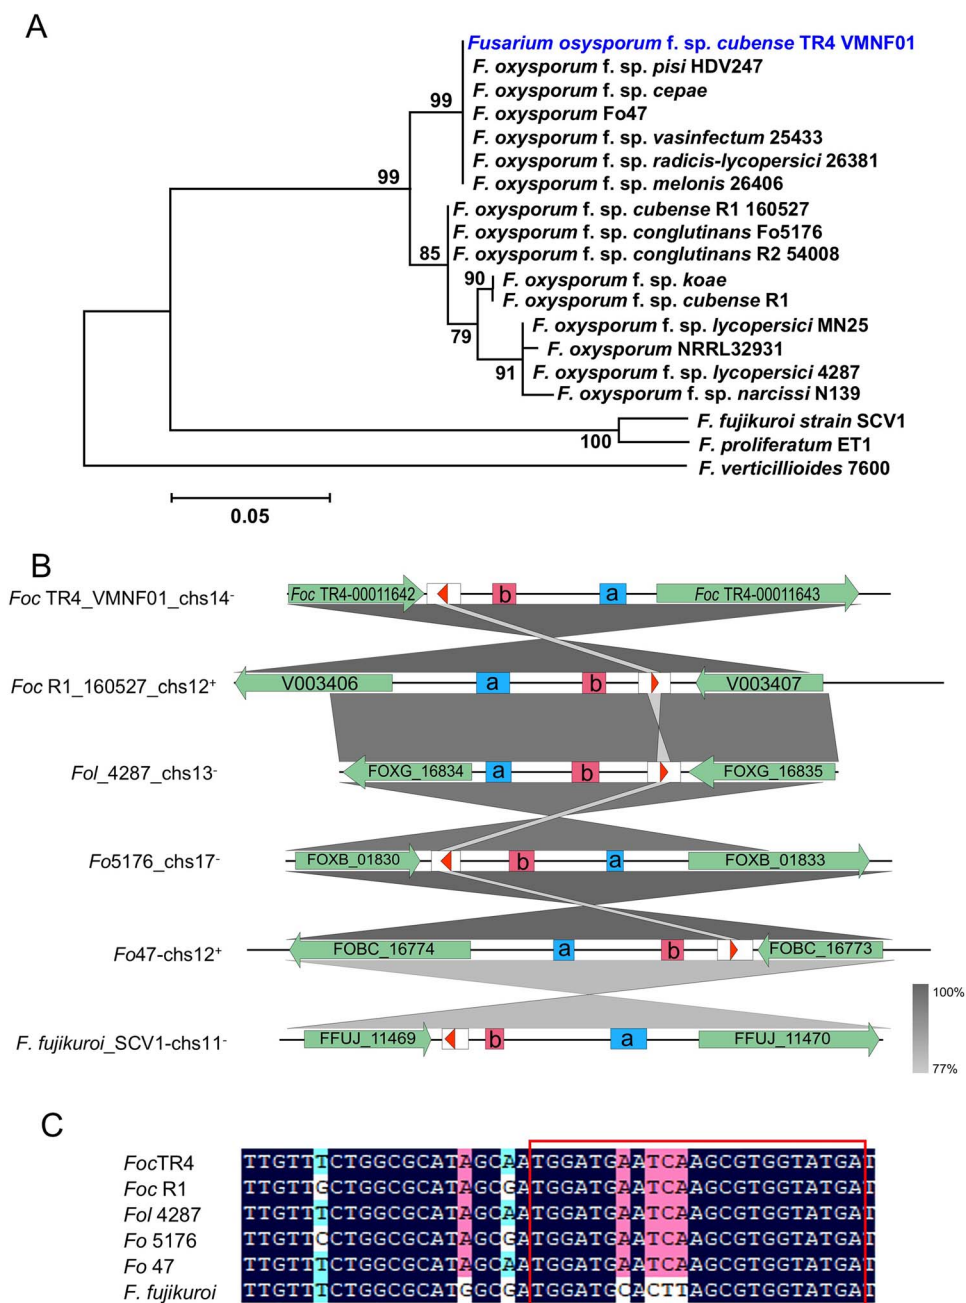 A
Fusarium osysporum f. sp. cubense TR4 VMNF01
F. oxysporum f. sp. pisi HDV247
F. oxysporum f. sp. cepae
99
F. oxysporum Fo47
F. oxysporum f. sp. vasinfectum 25433
F. oxysporum f. sp. radicis-lycopersici 26381
99
F. oxysporum f. sp. melonis 26406
F. oxysporum f. sp. cubense R1 160527
F. oxysporum f. sp. conglutinans Fo5176
85
F. oxysporum f. sp. conglutinans R2 54008
90
F. oxysporum f. sp. koae
F. oxysporum f. sp. cubense R1
79
F. oxysporum f. sp. lycopersici MN25
F. oxysporum NRRL32931
91
F. oxysporum f. sp. lycopersici 4287
F. oxysporum f. sp. narcissi N139
F. fujikuroi strain SCV1
100
F. proliferatum ET1
F. verticillioides 7600
0.05
B
Foc TR4_VMNF01_chs14-
Foc TR4-00011642 b a Foc TR4-00011643
Foc R1_160527_chs12+
V003406 a b V003407
Fol_4287_chs13-
FOXG_16834 a b FOXG_16835
Fo5176_chs17-
FOXB_01830 b a FOXB_01833
Fo47-chs12+
FOBC_16774 a b FOBC_16773
F. fujikuroi_SCV1-chs11-
FFUJ_11469 b a FFUJ_11470
100%
77%
C
FocTR4 TTGTTTCTGGCGCATAGCAATGGATGAATCAAGCGTGGTATGAT
Foc R1 TTGTTGCTGGCGCATAGCGATGGATGAATCAAGCGTGGTATGAT
Fol 4287 TTGTTTCTGGCGCATAGCAATGGATGAATCAAGCGTGGTATGAT
Fo 5176 TTGTTCCTGGCGCATAGCGATGGATGAATCAAGCGTGGTATGAT
Fo 47 TTGTTTCTGGCGCATAGCAATGGATGAATCAAGCGTGGTATGAT
F. fujikuroi TTGTTTCTGGCGCATGGCGATGGATGCACTTAGCGTGGTATGAT